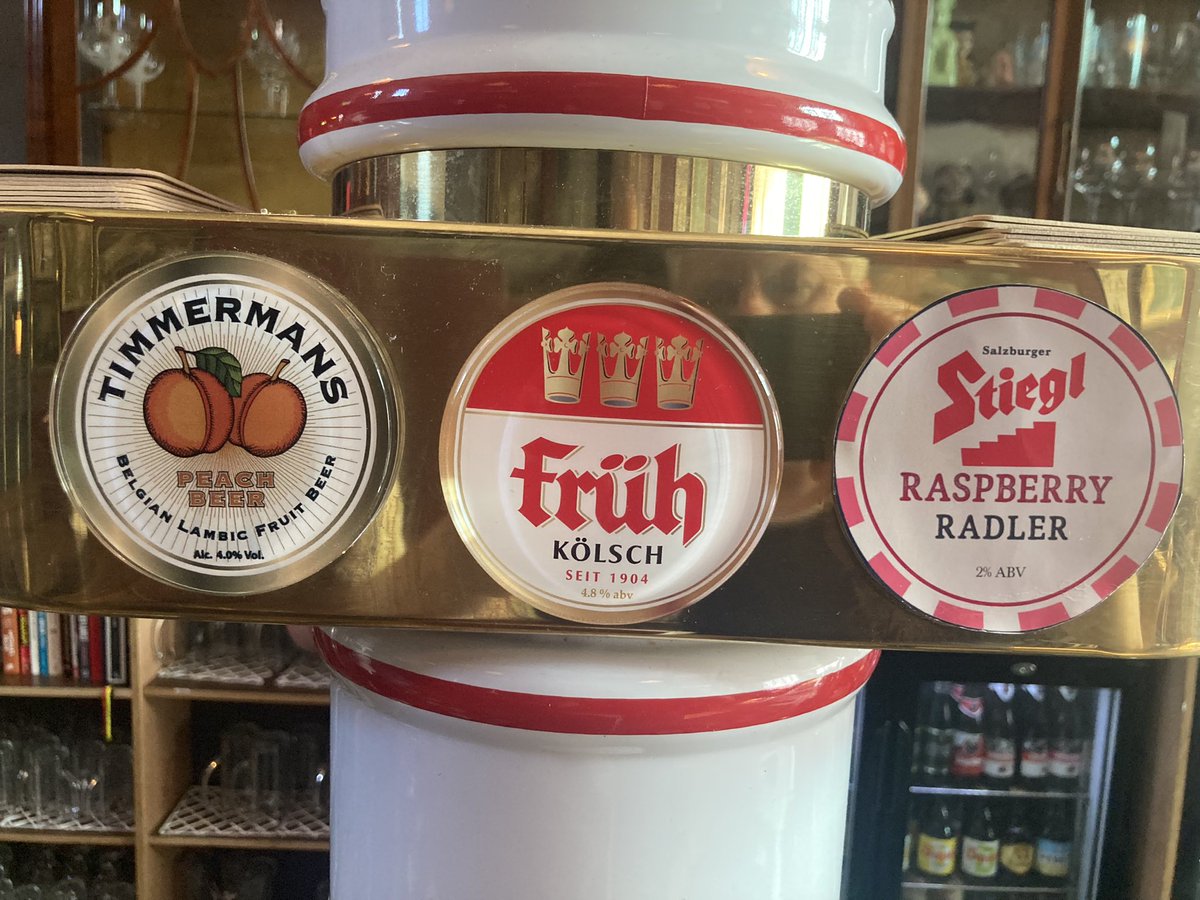 TIMMERMANS
PEACH
BEER
BELGIAN LAMBIC FRUIT BEER
Alc. 4.0% Vol.
Früh
KÖLSCH
SEIT 1904
4.8 % abv
Salzburger
Stiegl
RASPBERRY
RADLER
2% ABV